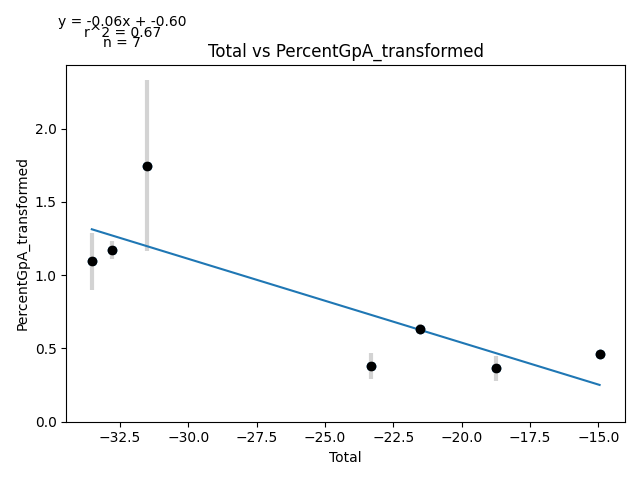 y = -0.06x + -0.60
r^2 = 0.67
n = 7
Total vs PercentGpA_transformed
PercentGpA_transformed
2.0
1.5
1.0
0.5
0.0
−32.5 −30.0 −27.5 −25.0 −22.5 −20.0 −17.5 −15.0
Total